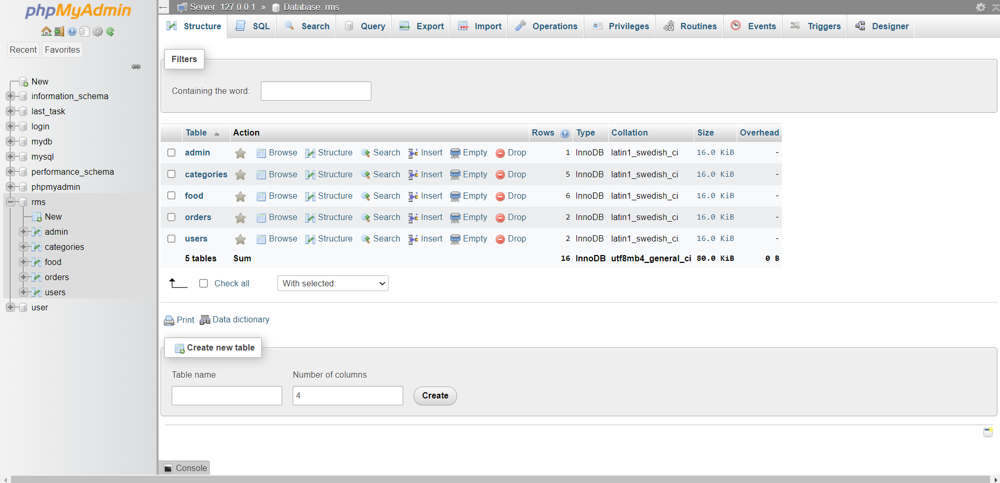 phpMyAdmin
Recent Favorites
New
information_schema
last_task
login
mydb
mysql
performance_schema
phpmyadmin
rms
New
admin
categories
food
orders
users
user
Server: 127.0.0.1 » Database: rms
Structure SQL Search Query Export Import Operations Privileges Routines Events Triggers Designer
Filters
Containing the word:
Table Action Rows Type Collation Size Overhead
admin Browse Structure Search Insert Empty Drop 1 InnoDB latin1_swedish_ci 16.0 KiB -
categories Browse Structure Search Insert Empty Drop 5 InnoDB latin1_swedish_ci 16.0 KiB -
food Browse Structure Search Insert Empty Drop 6 InnoDB latin1_swedish_ci 16.0 KiB -
orders Browse Structure Search Insert Empty Drop 2 InnoDB latin1_swedish_ci 16.0 KiB -
users Browse Structure Search Insert Empty Drop 2 InnoDB latin1_swedish_ci 16.0 KiB -
5 tables Sum 16 InnoDB utf8mb4_general_ci 80.0 KiB 0 B
Check all With selected:
Print Data dictionary
Create new table
Table name Number of columns
4 Create
Console